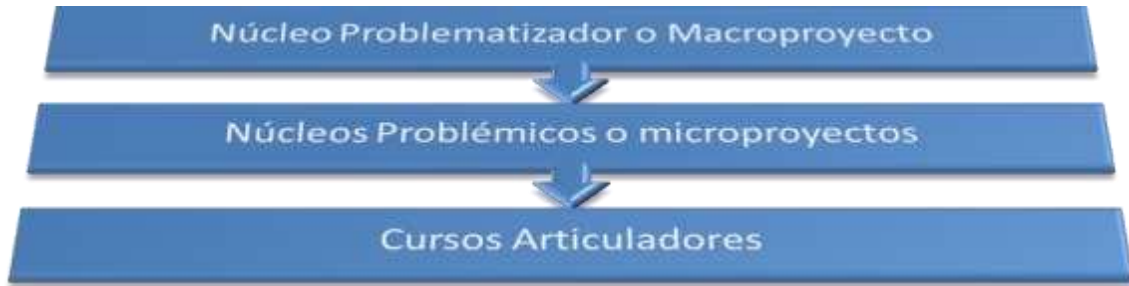 Núcleo Problematizador o Macroproyecto
Núcleos Problémicos o microproyectos
Cursos Articuladores